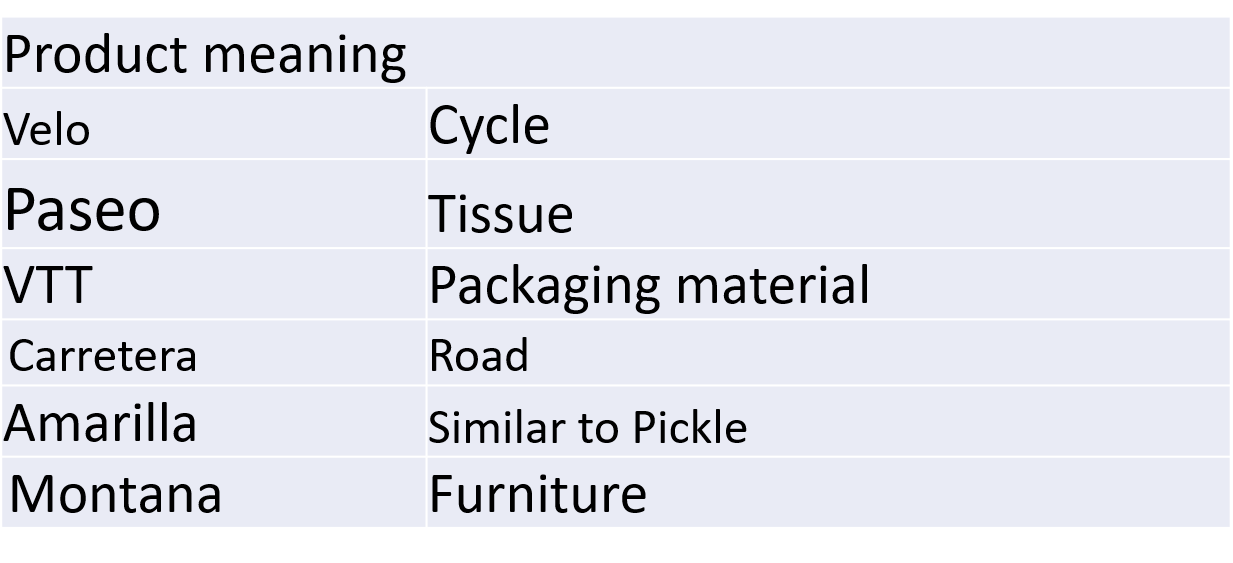 Product meaning
Velo Cycle
Paseo Tissue
VTT Packaging material
Carretera Road
Amarilla Similar to Pickle
Montana Furniture